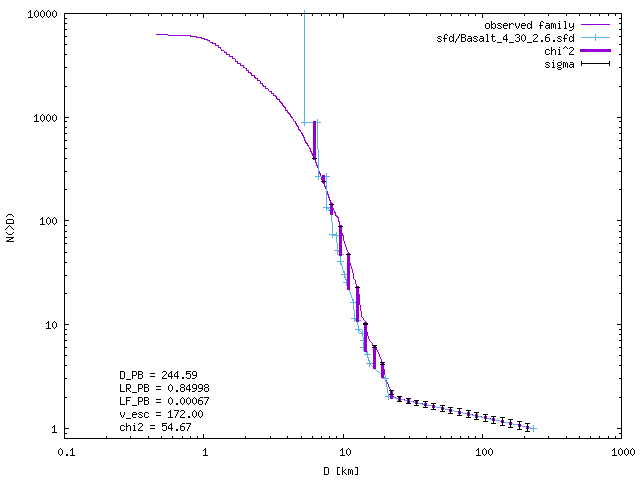 10000
1000
100
10
1
N(>D)
observed family
sfd/Basalt_4_30_2.6.sfd
chi^2
sigma
D_PB = 244.59
LR_PB = 0.84998
LF_PB = 0.00067
v_esc = 172.00
chi2 = 54.67
0.1 1 10 100 1000
D [km]